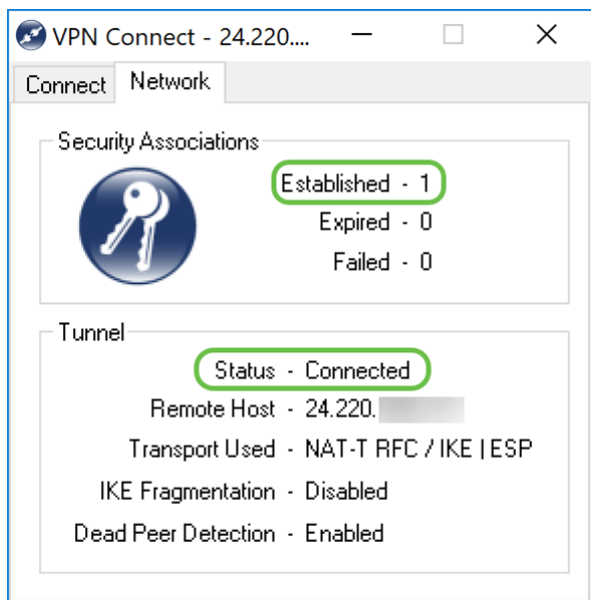 VPN Connect - 24.220....
Connect Network
Security Associations
Established - 1
Expired - 0
Failed - 0
Tunnel
Status - Connected
Remote Host - 24.220.
Transport Used - NAT-T RFC / IKE | ESP
IKE Fragmentation - Disabled
Dead Peer Detection - Enabled